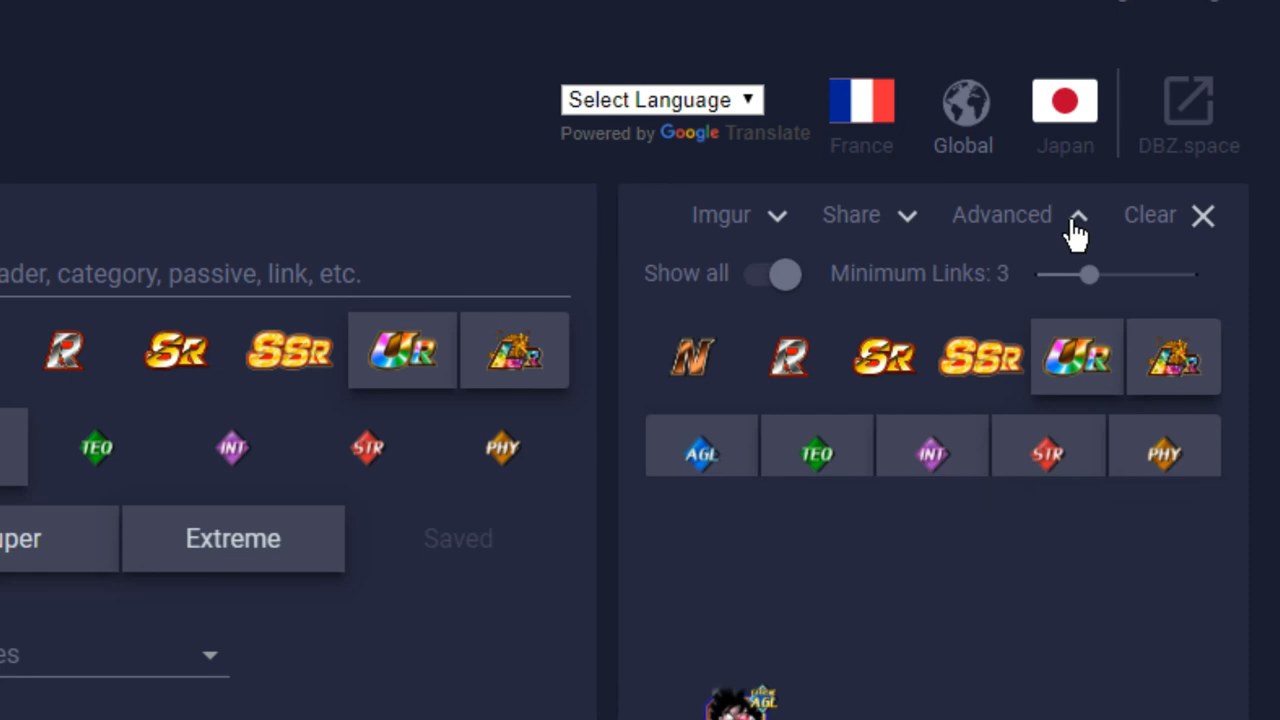 Select Language
Powered by Google Translate
France
Global
Japan
DBZ.space
Imgur
Share
Advanced
Clear
ader, category, passive, link, etc.
Show all
Minimum Links: 3
R SR SSR UR LR
N R SR SSR UR LR
TEQ INT STR PHY
AGL TEQ INT STR PHY
uper
Extreme
Saved
es
AGL